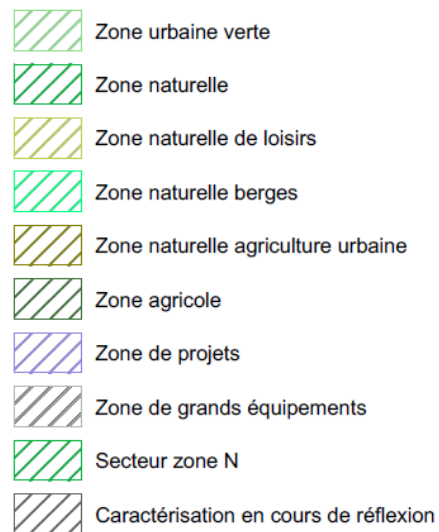 Zone urbaine verte
Zone naturelle
Zone naturelle de loisirs
Zone naturelle berges
Zone naturelle agriculture urbaine
Zone agricole
Zone de projets
Zone de grands équipements
Secteur zone N
Caractérisation en cours de réflexion